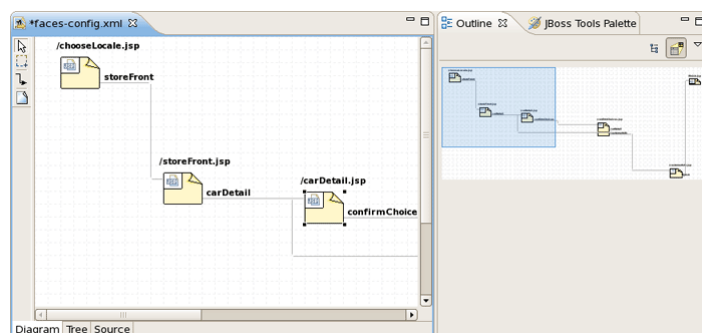 *faces-config.xml
Outline
JBoss Tools Palette
/chooseLocale.jsp
storeFront
/storeFront.jsp
carDetail
/carDetail.jsp
confirmChoice
Diagram Tree Source